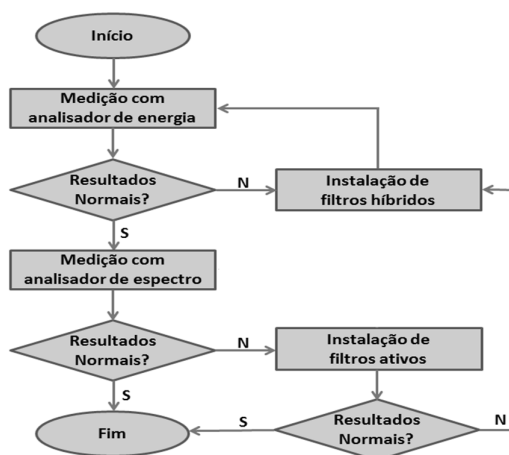 Início
Medição com
analisador de energia
Resultados
Normais?
N
Instalação de
filtros híbridos
S
Medição com
analisador de espectro
Resultados
Normais?
N
Instalação de
filtros ativos
S
Fim
S
Resultados
Normais?
N